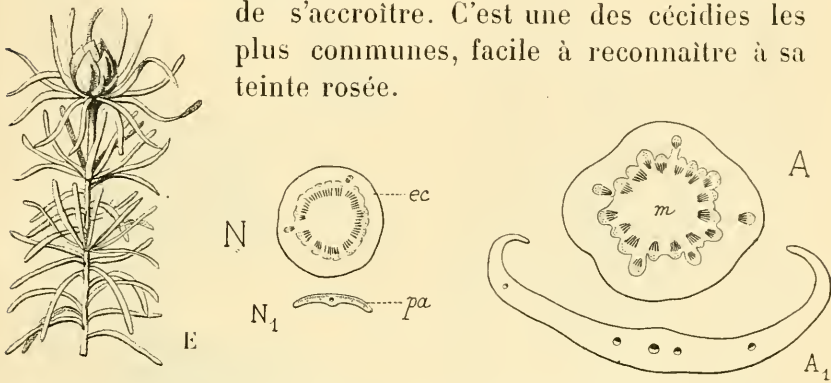 de s'accroître. C'est une des cécidies les
plus communes, facile à reconnaître à sa
teinte rosée.
A
ec
m
N
N₁
pa
E
A₁